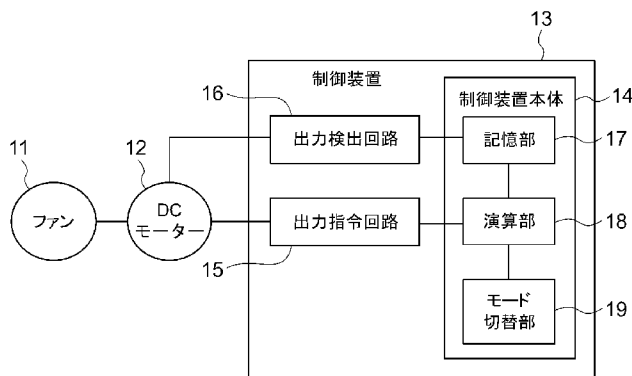 13
制御装置
14
制御装置本体
16
出力検出回路
記憶部
17
11
12
ファン
DC
モーター
出力指令回路
15
演算部
18
モード
切替部
19